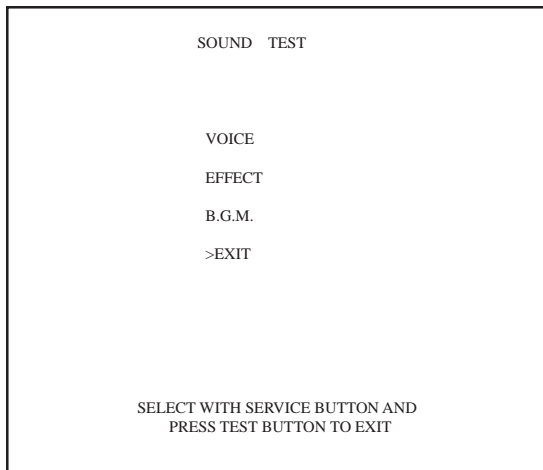 SOUND TEST
VOICE
EFFECT
B.G.M.
>EXIT
SELECT WITH SERVICE BUTTON AND
PRESS TEST BUTTON TO EXIT